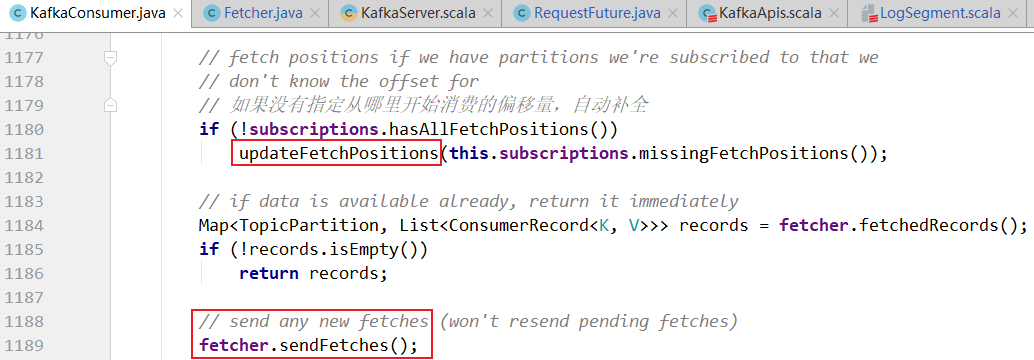 KafkaConsumer.java × Fetcher.java × KafkaServer.scala × RequestFuture.java × KafkaApis.scala × LogSegment.scala ×
1176
1177 // fetch positions if we have partitions we're subscribed to that we
1178 // don't know the offset for
1179 // 如果没有指定从哪里开始消费的偏移量，自动补全
1180 if (!subscriptions.hasAllFetchPositions())
1181 updateFetchPositions(this.subscriptions.missingFetchPositions());
1182
1183 // if data is available already, return it immediately
1184 Map<TopicPartition, List<ConsumerRecord<K, V>>> records = fetcher.fetchedRecords();
1185 if (!records.isEmpty())
1186 return records;
1187
1188 // send any new fetches (won't resend pending fetches)
1189 fetcher.sendFetches();